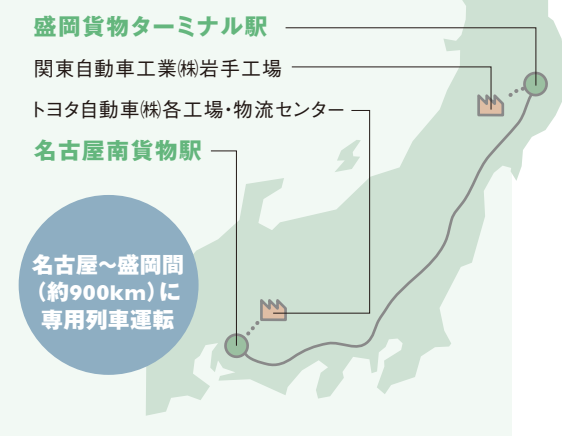 盛岡貨物ターミナル駅
関東自動車工業㈱岩手工場
トヨタ自動車㈱各工場・物流センター
名古屋南貨物駅
名古屋〜盛岡間
（約900km）に
専用列車運転